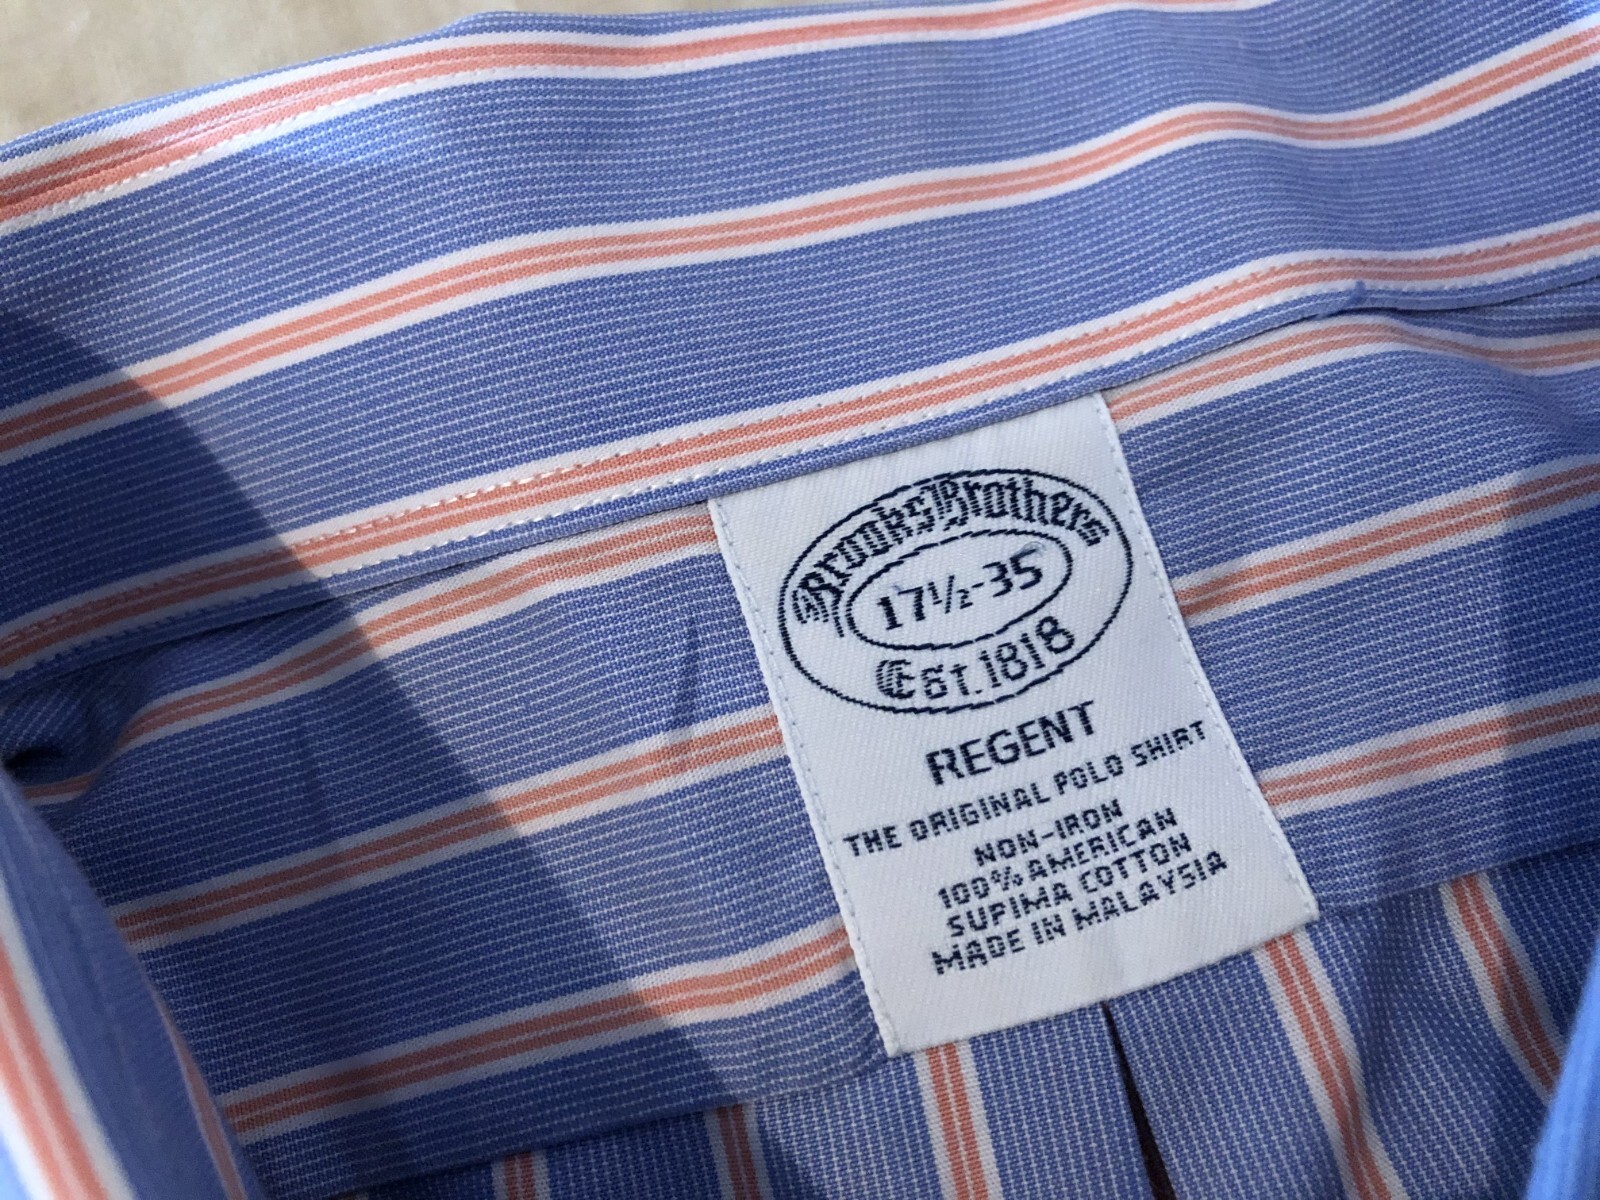 Brooks Brothers
17½-35
Est. 1818
REGENT
THE ORIGINAL POLO SHIRT
NON-IRON
100% AMERICAN
SUPIMA COTTON
MADE IN MALAYSIA